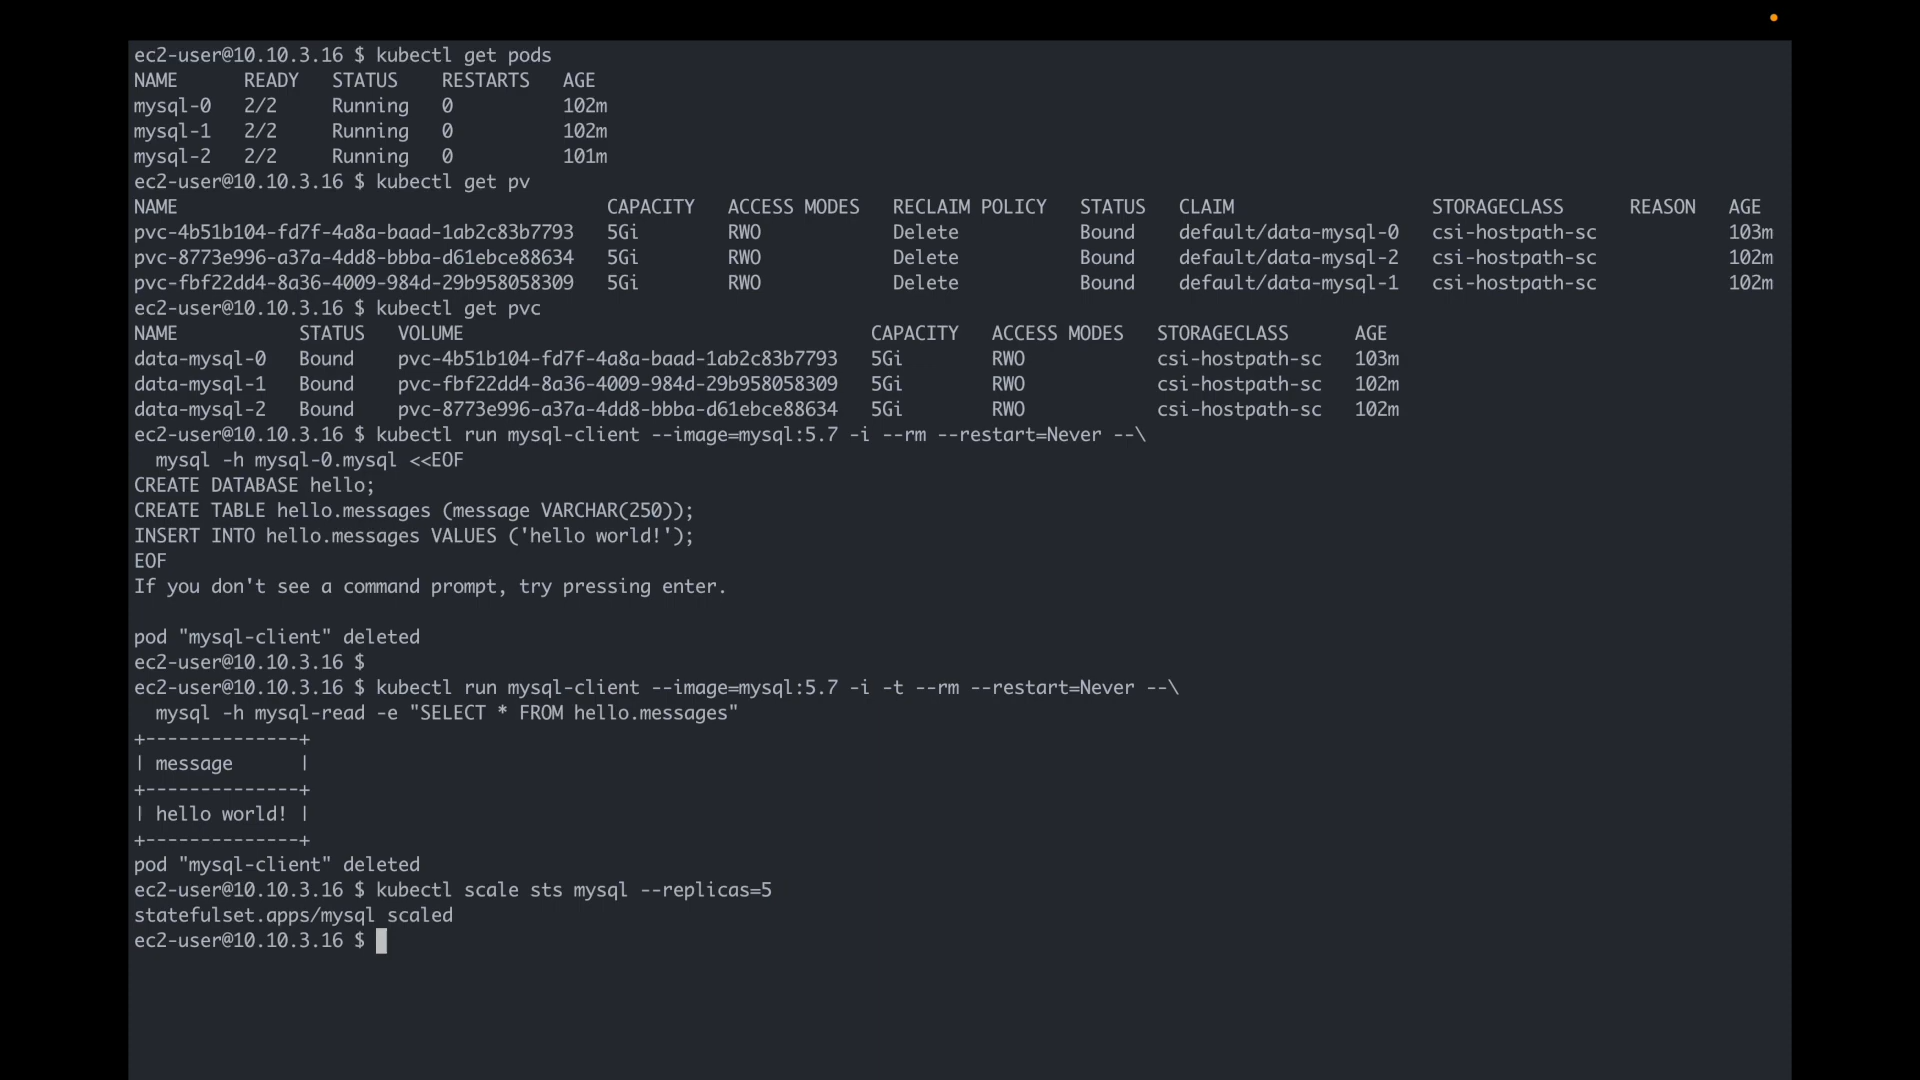 ec2-user@10.10.3.16 $ kubectl get pods
NAME      READY   STATUS    RESTARTS   AGE
mysql-0   2/2     Running   0          102m
mysql-1   2/2     Running   0          102m
mysql-2   2/2     Running   0          101m
ec2-user@10.10.3.16 $ kubectl get pv
NAME                                       CAPACITY   ACCESS MODES   RECLAIM POLICY   STATUS   CLAIM                  STORAGECLASS      REASON   AGE
pvc-4b51b104-fd7f-4a8a-baad-1ab2c83b7793   5Gi        RWO            Delete           Bound    default/data-mysql-0   csi-hostpath-sc            103m
pvc-8773e996-a37a-4dd8-bbba-d61ebce88634   5Gi        RWO            Delete           Bound    default/data-mysql-2   csi-hostpath-sc            102m
pvc-fbf22dd4-8a36-4009-984d-29b958058309   5Gi        RWO            Delete           Bound    default/data-mysql-1   csi-hostpath-sc            102m
ec2-user@10.10.3.16 $ kubectl get pvc
NAME           STATUS   VOLUME                                     CAPACITY   ACCESS MODES   STORAGECLASS      AGE
data-mysql-0   Bound    pvc-4b51b104-fd7f-4a8a-baad-1ab2c83b7793   5Gi        RWO            csi-hostpath-sc   103m
data-mysql-1   Bound    pvc-fbf22dd4-8a36-4009-984d-29b958058309   5Gi        RWO            csi-hostpath-sc   102m
data-mysql-2   Bound    pvc-8773e996-a37a-4dd8-bbba-d61ebce88634   5Gi        RWO            csi-hostpath-sc   102m
ec2-user@10.10.3.16 $ kubectl run mysql-client --image=mysql:5.7 -i --rm --restart=Never --\
  mysql -h mysql-0.mysql <<EOF
CREATE DATABASE hello;
CREATE TABLE hello.messages (message VARCHAR(250));
INSERT INTO hello.messages VALUES ('hello world!');
EOF
If you don't see a command prompt, try pressing enter.

pod "mysql-client" deleted
ec2-user@10.10.3.16 $
ec2-user@10.10.3.16 $ kubectl run mysql-client --image=mysql:5.7 -i -t --rm --restart=Never --\
  mysql -h mysql-read -e "SELECT * FROM hello.messages"
+--------------+
| message      |
+--------------+
| hello world! |
+--------------+
pod "mysql-client" deleted
ec2-user@10.10.3.16 $ kubectl scale sts mysql --replicas=5
statefulset.apps/mysql scaled
ec2-user@10.10.3.16 $